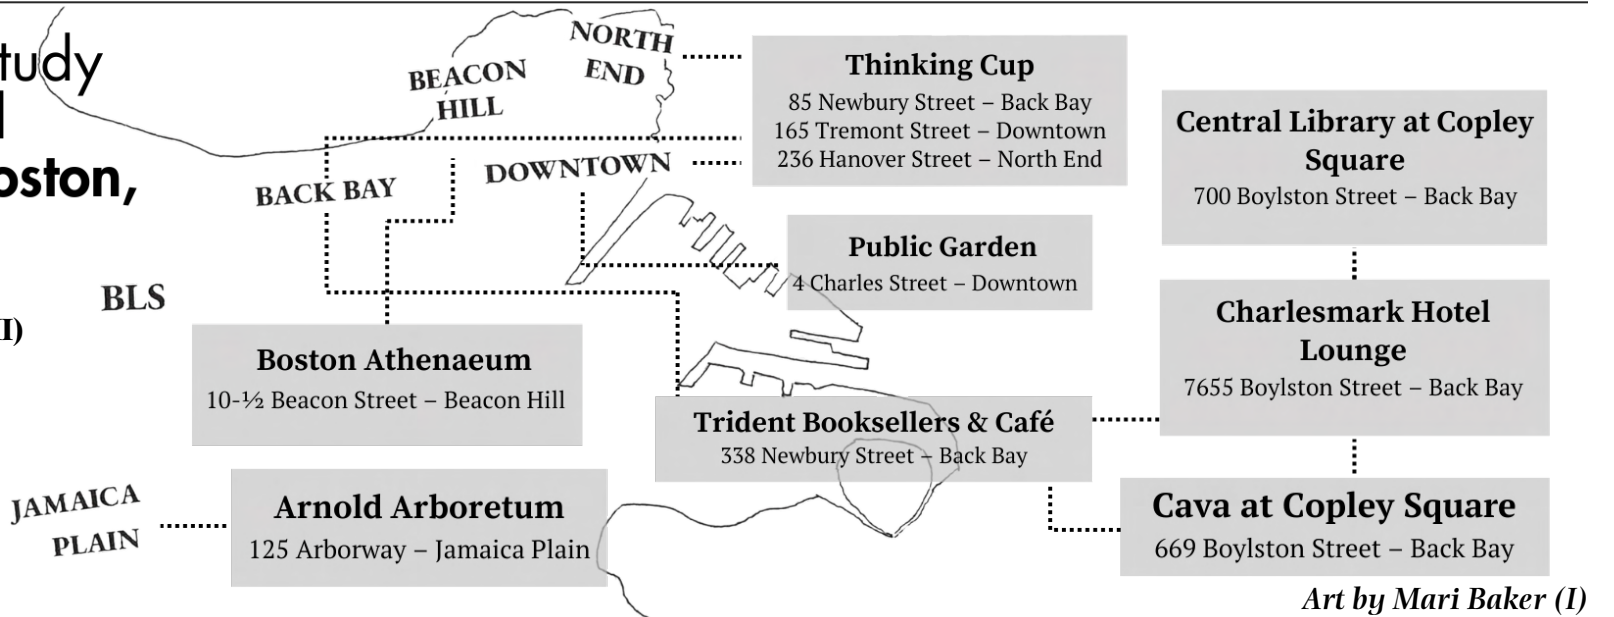 tudy
l
oston,
II)
NORTH
END
BEACON
HILL
BACK BAY
DOWNTOWN
BLS
JAMAICA
PLAIN
Thinking Cup
85 Newbury Street – Back Bay
165 Tremont Street – Downtown
236 Hanover Street – North End
Public Garden
4 Charles Street – Downtown
Boston Athenaeum
10-½ Beacon Street – Beacon Hill
Arnold Arboretum
125 Arborway – Jamaica Plain
Trident Booksellers & Café
338 Newbury Street – Back Bay
Central Library at Copley
Square
700 Boylston Street – Back Bay
Charlesmark Hotel
Lounge
7655 Boylston Street – Back Bay
Cava at Copley Square
669 Boylston Street – Back Bay
Art by Mari Baker (I)